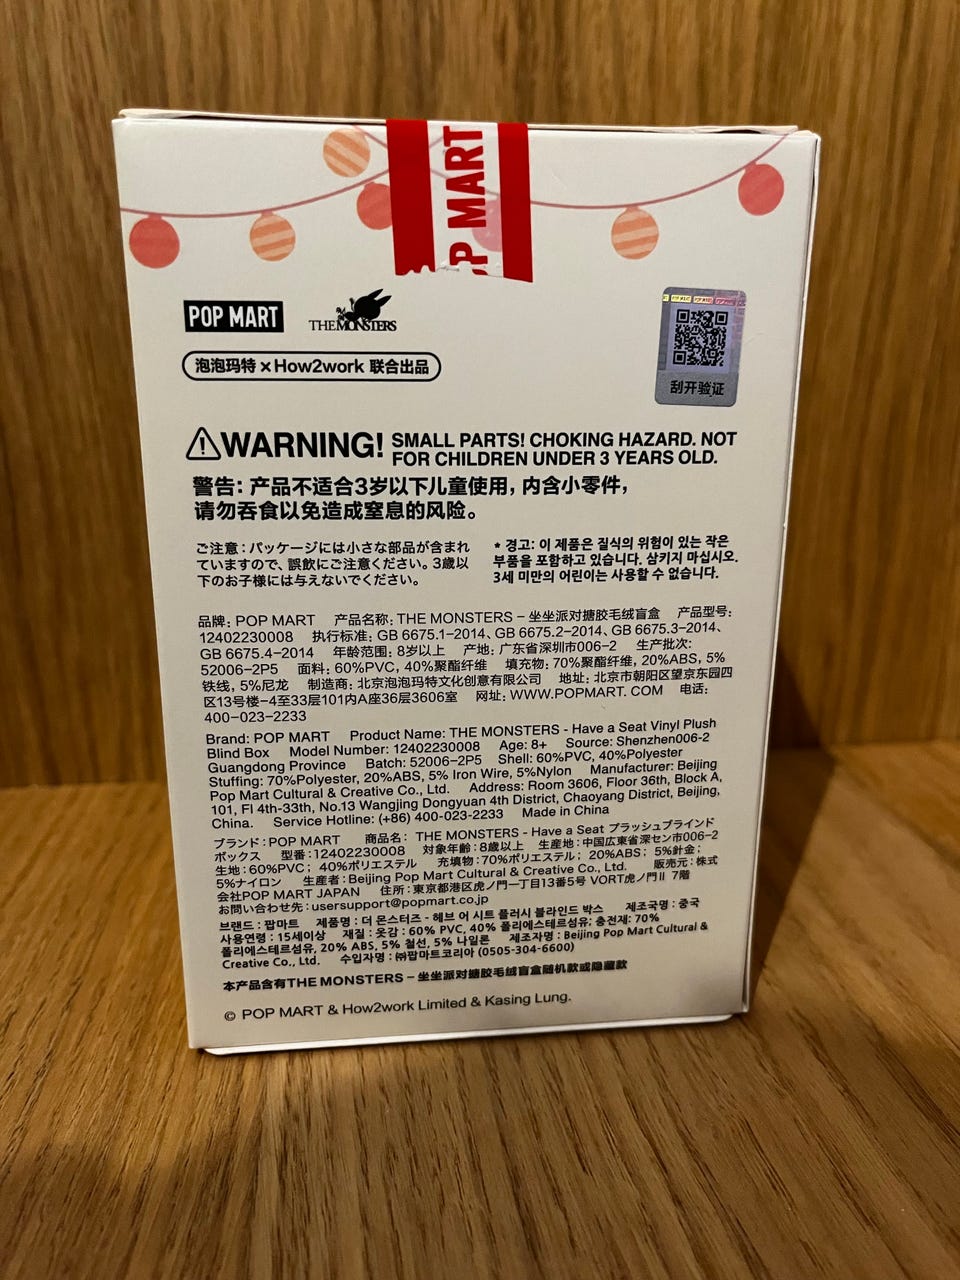 POP MART
POP MART
THE MONSTERS
泡泡玛特 × How2work 联合出品
刮开验证
WARNING! SMALL PARTS! CHOKING HAZARD. NOT
FOR CHILDREN UNDER 3 YEARS OLD.
警告: 产品不适合3岁以下儿童使用，内含小零件，
请勿吞食以免造成窒息的风险。
ご注意：パッケージには小さな部品が含まれ
ていますので、誤飲にご注意ください。3歳以
下のお子様には与えないでください。
* 경고: 이 제품은 질식의 위험이 있는 작은
부품을 포함하고 있습니다. 삼키지 마십시오.
3세 미만의 어린이는 사용할 수 없습니다.
品牌: POP MART 产品名称: THE MONSTERS – 坐坐派对搪胶毛绒盲盒 产品型号:
12402230008 执行标准: GB 6675.1–2014、GB 6675.2–2014、GB 6675.3–2014、
GB 6675.4–2014 年龄范围: 8岁以上 产地: 广东省深圳市006–2 生产批次:
52006–2P5 面料: 60%PVC, 40%聚酯纤维 填充物: 70%聚酯纤维, 20%ABS, 5%
铁线, 5%尼龙 制造商: 北京泡泡玛特文化创意有限公司 地址: 北京市朝阳区望京东园四
区13号楼–4至33层101内A座36层3606室 网址: WWW.POPMART. COM 电话:
400–023–2233
Brand: POP MART Product Name: THE MONSTERS - Have a Seat Vinyl Plush
Blind Box Model Number: 12402230008 Age: 8+ Source: Shenzhen006-2
Guangdong Province Batch: 52006–2P5 Shell: 60%PVC, 40%Polyester
Stuffing: 70%Polyester, 20%ABS, 5% Iron Wire, 5%Nylon Manufacturer: Beijing
Pop Mart Cultural & Creative Co., Ltd. Address: Room 3606, Floor 36th, Block A,
101, Fl 4th-33th, No.13 Wangjing Dongyuan 4th District, Chaoyang District, Beijing,
China. Service Hotline: (+86) 400-023-2233 Made in China
ブランド: POP MART 商品名: THE MONSTERS - Have a Seat プラッシュブラインド
ボックス 型番: 12402230008 対象年齢: 8歳以上 生産地: 中国広東省深セン市006–2
生地: 60%PVC; 40%ポリエステル 充填物: 70%ポリエステル; 20%ABS; 5%針金;
5%ナイロン 生産者: Beijing Pop Mart Cultural & Creative Co., Ltd. 販売元: 株式
会社POP MART JAPAN 住所: 東京都港区虎ノ門一丁目13番5号 VORT虎ノ門Ⅱ 7階
お問い合わせ先: usersupport@popmart.co.jp
브랜드 : 팝마트 제품명 : 더 몬스터즈 - 헤브 어 시트 플러시 블라인드 박스 제조국명 : 중국
사용연령 : 15세이상 재질 : 옷감 : 60% PVC, 40% 폴리에스테르섬유; 충전재: 70%
폴리에스테르섬유, 20% ABS, 5% 철선, 5% 나일론 제조자명 : Beijing Pop Mart Cultural &
Creative Co., Ltd. 수입자명 : ㈜팝마트코리아 (0505-304-6600)
本产品含有THE MONSTERS – 坐坐派对搪胶毛绒盲盒随机款或隐藏款
© POP MART & How2work Limited & Kasing Lung.